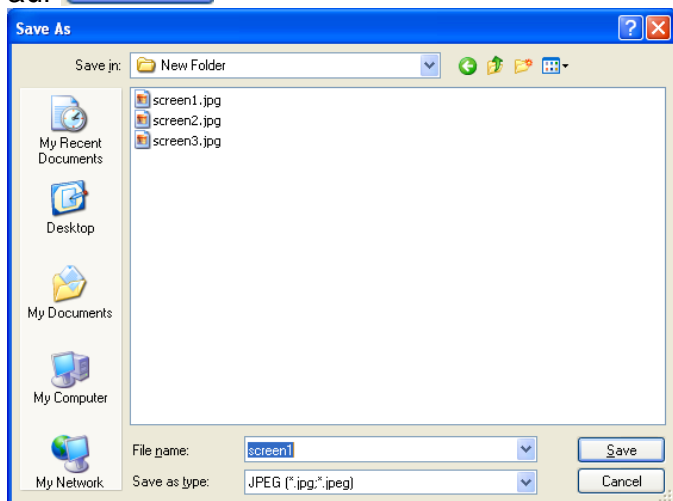 Save As
Save in: New Folder
screen1.jpg
screen2.jpg
screen3.jpg
My Recent
Documents
Desktop
My Documents
My Computer
My Network
File name: screen1 Save
Save as type: JPEG (*.jpg;*.jpeg) Cancel